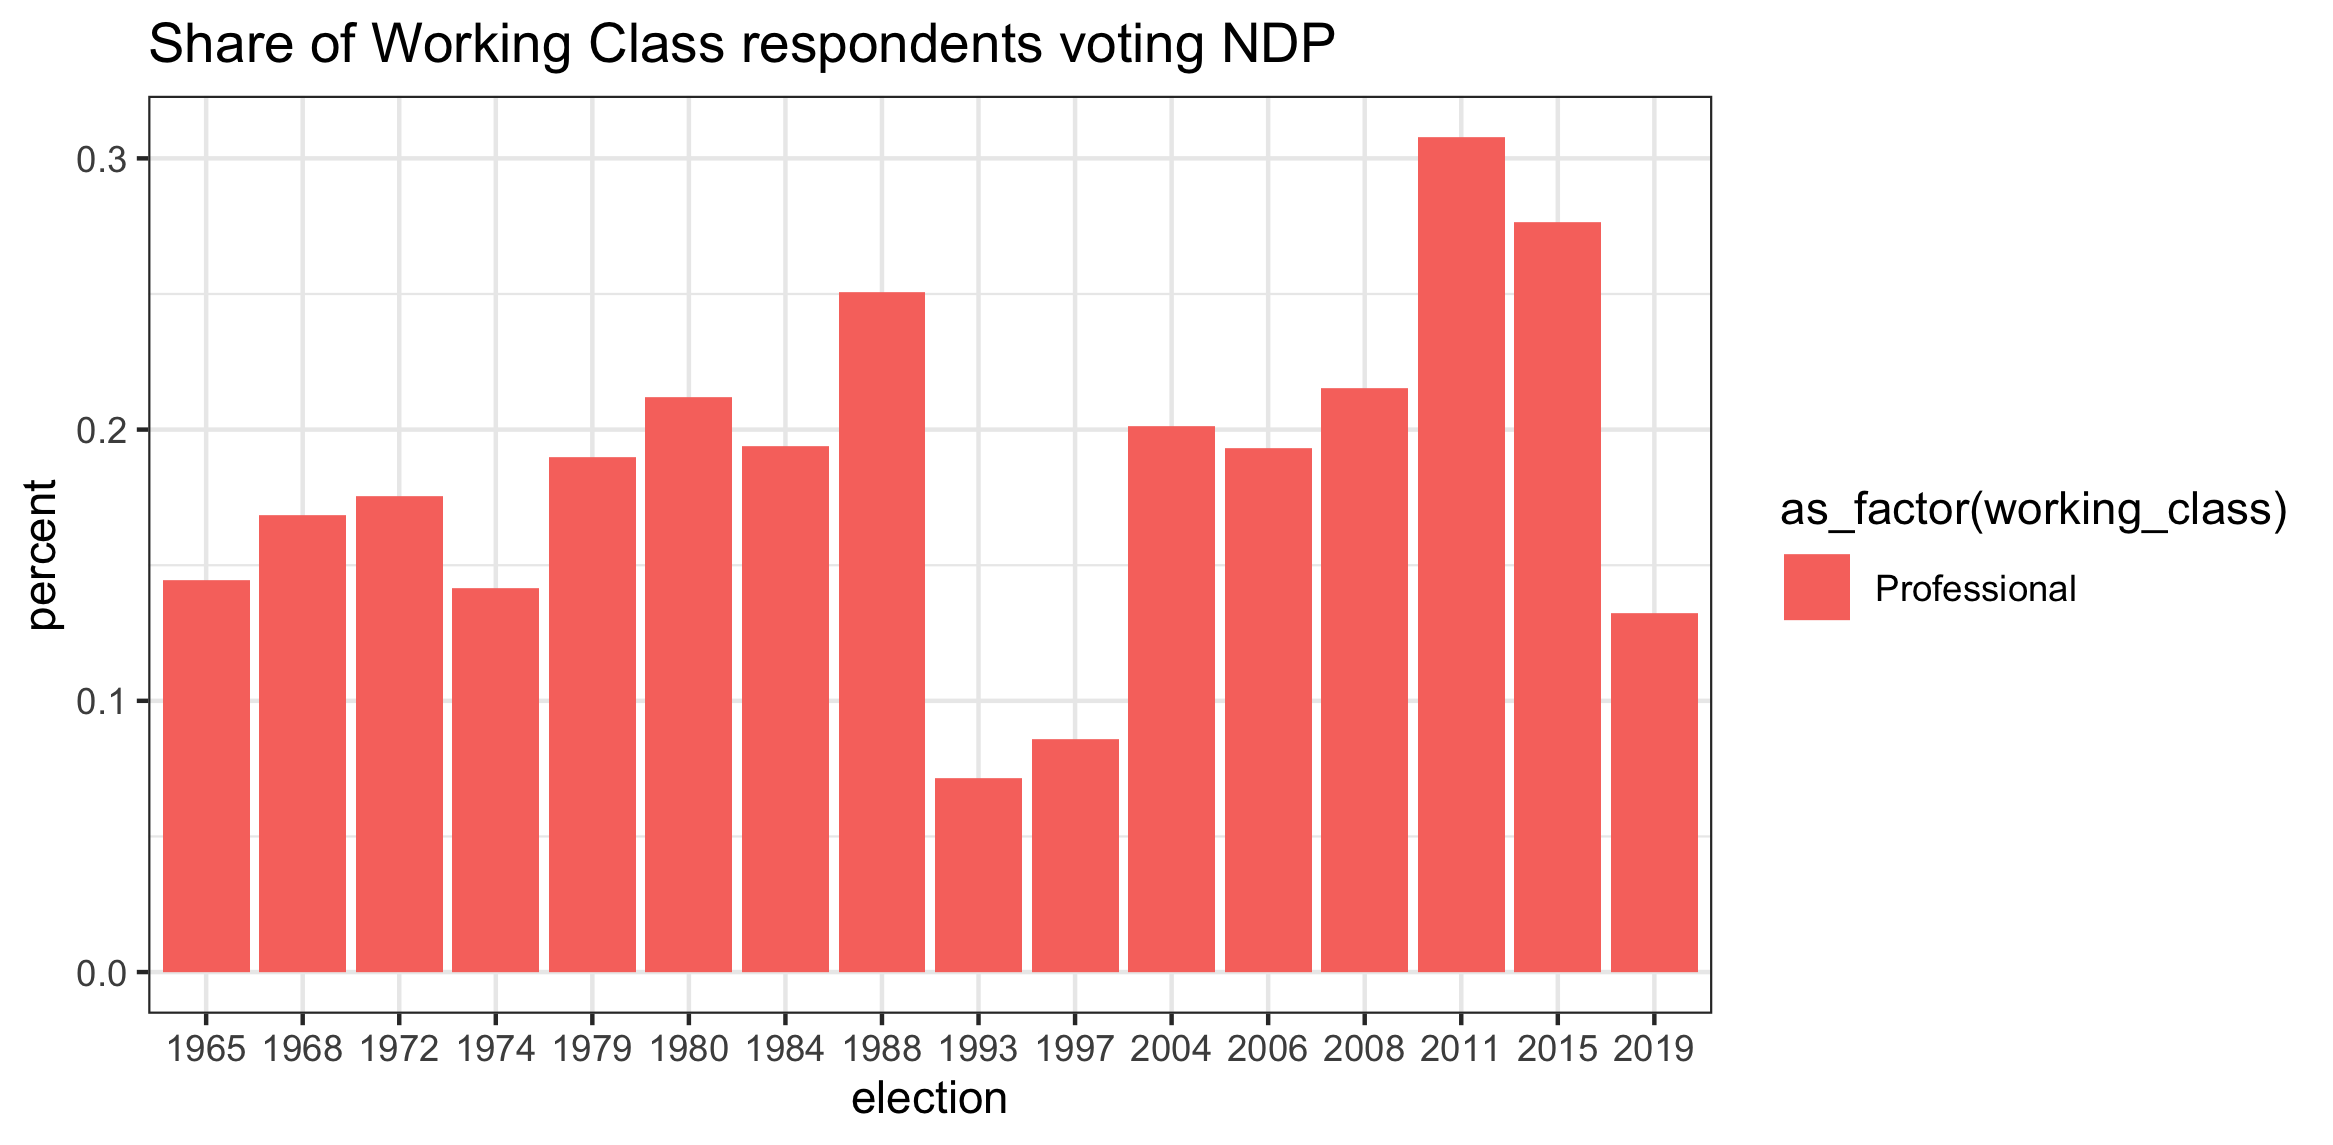 Share of Working Class respondents voting NDP
0.3
0.2
0.1
0.0
percent
1965 1968 1972 1974 1979 1980 1984 1988 1993 1997 2004 2006 2008 2011 2015 2019
election
as_factor(working_class)
Professional